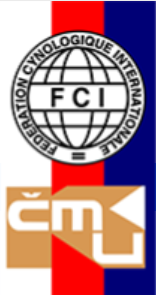 FEDERATION CYNOLOGIQUE INTERNATIONALE
FCI
ČMKU